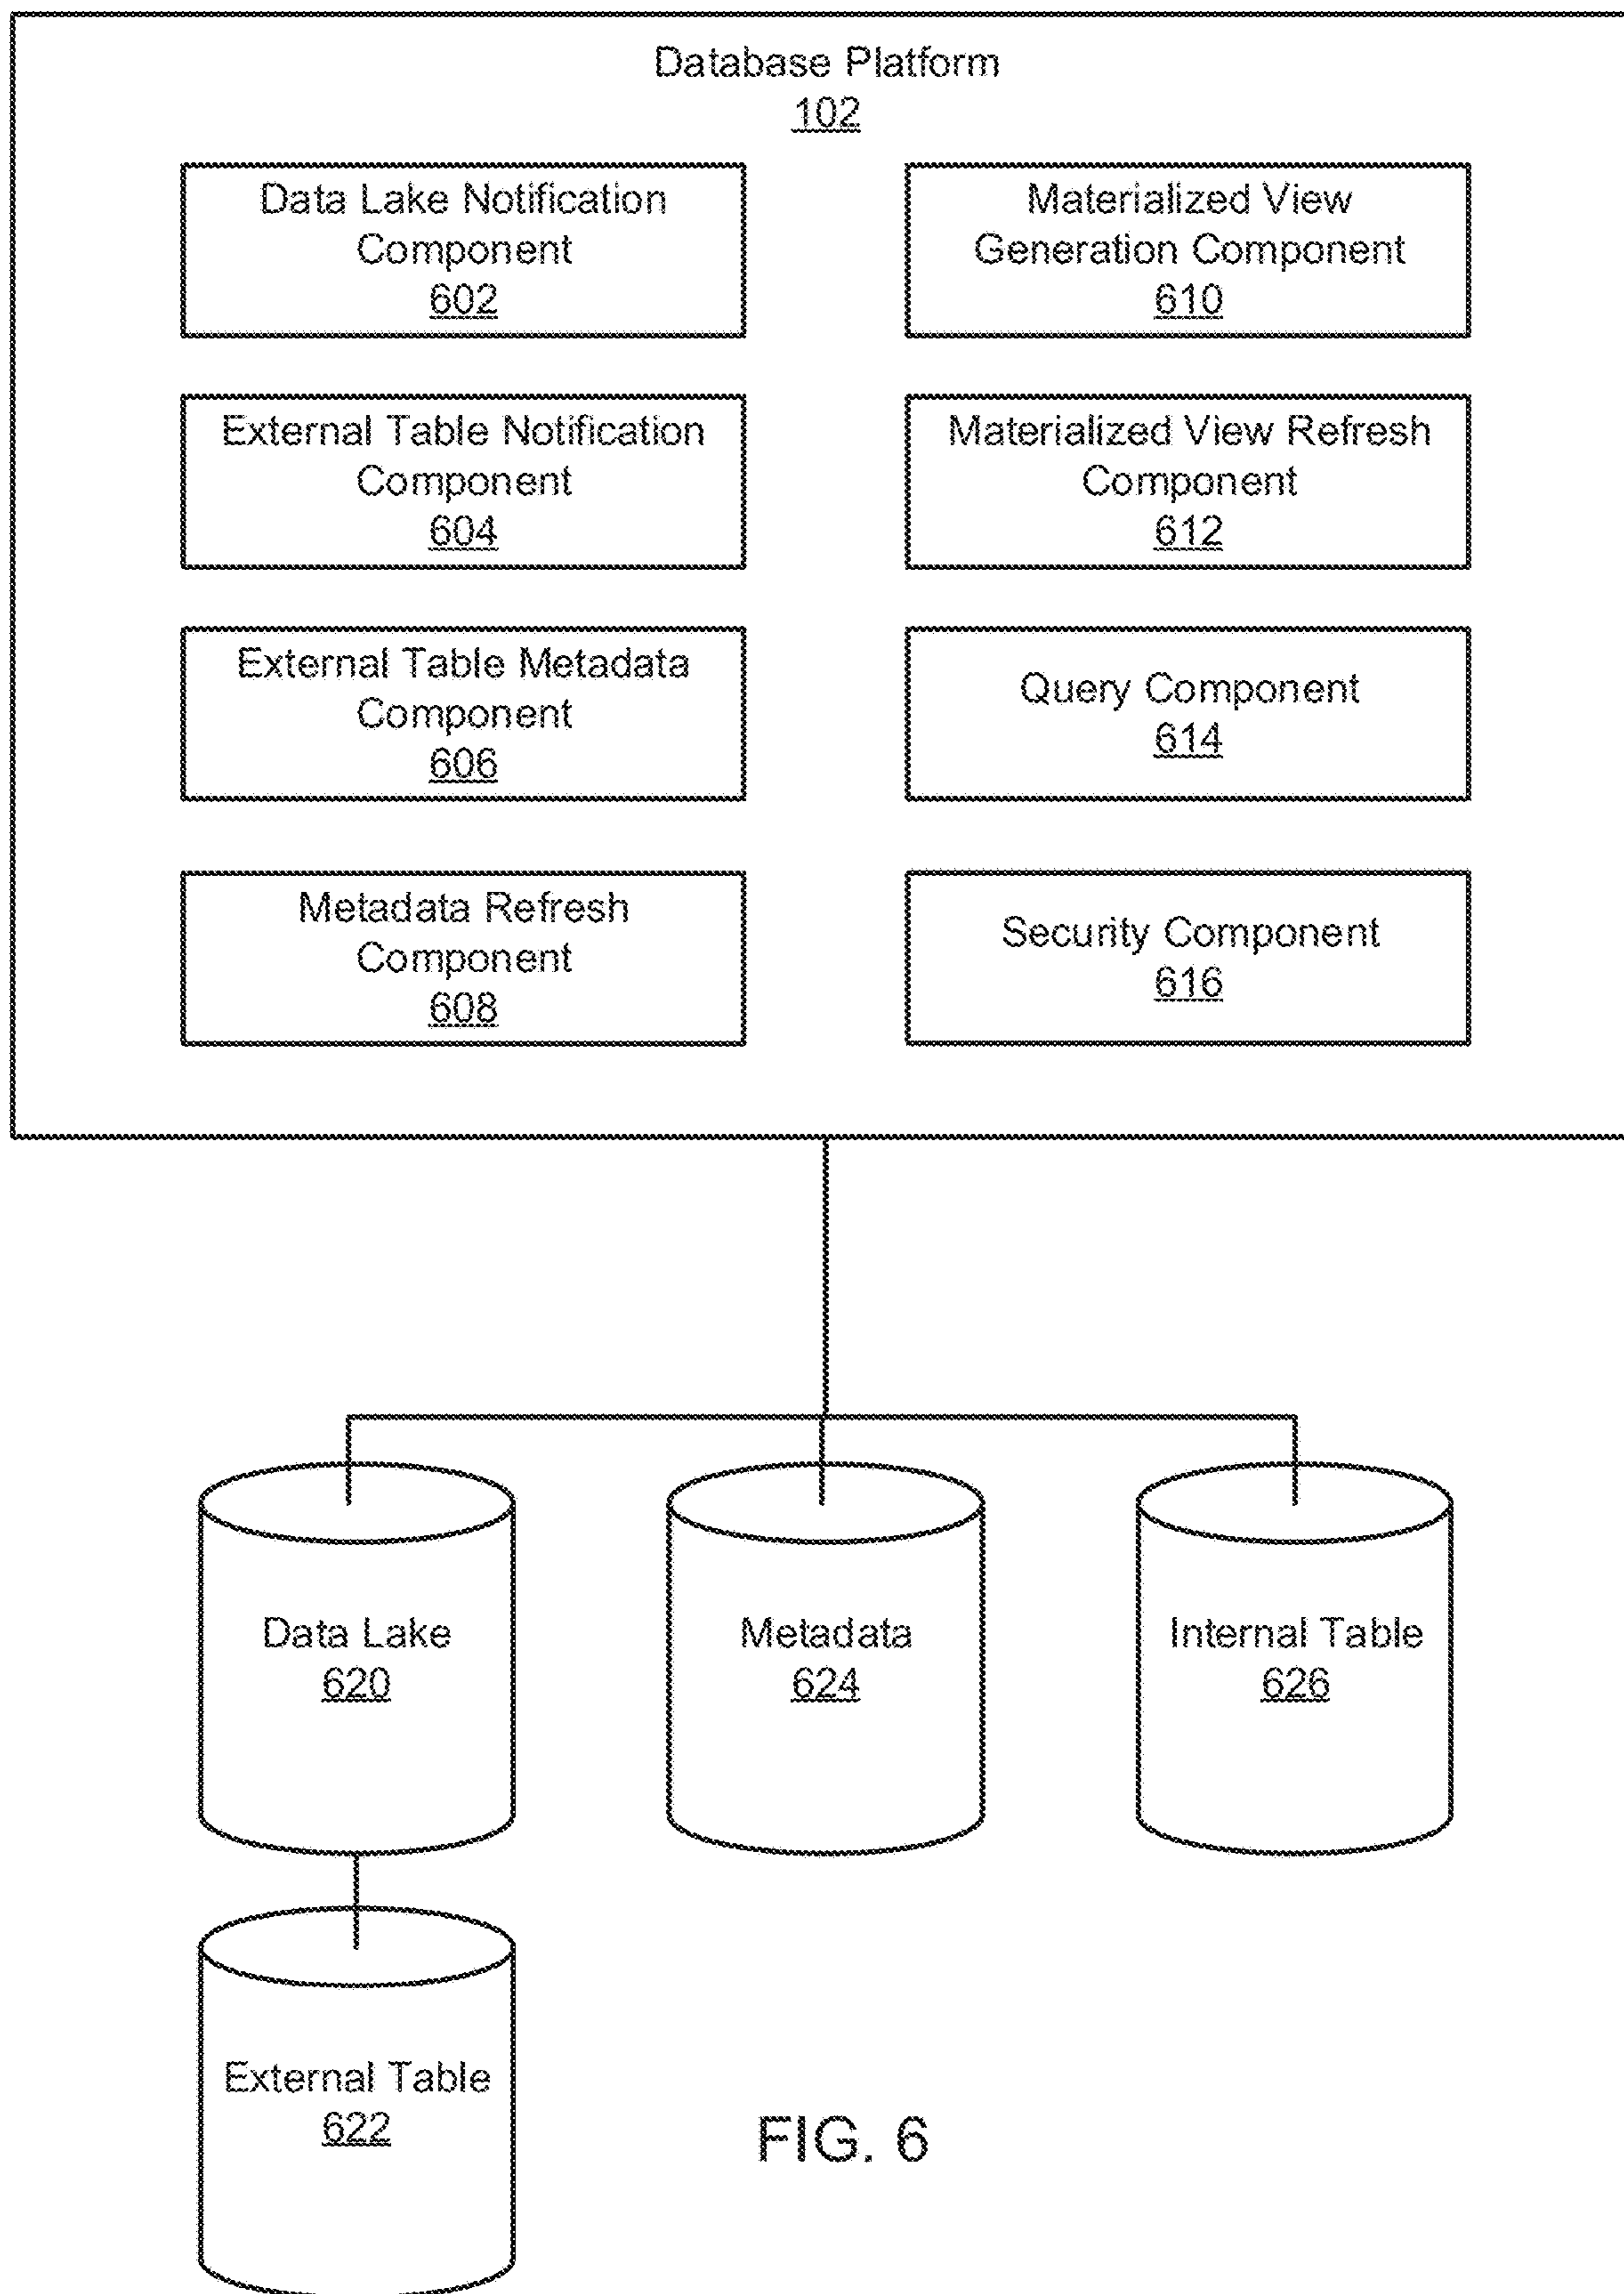 Database Platform
102
Data Lake Notification
Component
602
Materialized View
Generation Component
610
External Table Notification
Component
604
Materialized View Refresh
Component
612
External Table Metadata
Component
606
Query Component
614
Metadata Refresh
Component
608
Security Component
616
Data Lake
620
Metadata
624
Internal Table
626
External Table
622
FIG. 6